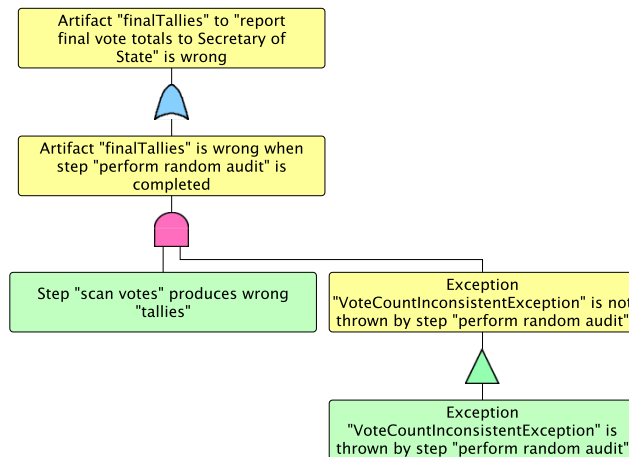 Artifact "finalTallies" to "report
final vote totals to Secretary of
State" is wrong
Artifact "finalTallies" is wrong when
step "perform random audit" is
completed
Step "scan votes" produces wrong
"tallies"
Exception
"VoteCountInconsistentException" is not
thrown by step "perform random audit"
Exception
"VoteCountInconsistentException" is
thrown by step "perform random audit"